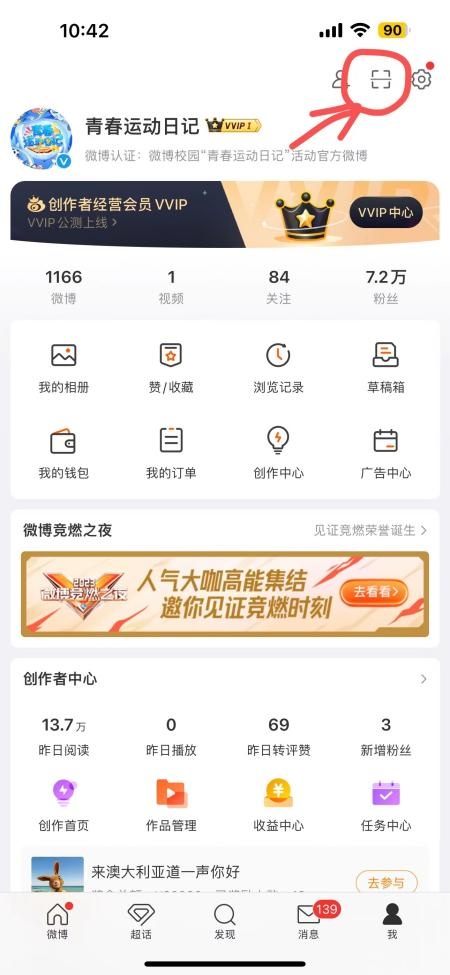 10:42
90
青春运动日记 VVIP I
微博认证：微博校园“青春运动日记”活动官方微博
创作者经营会员 VVIP
VVIP公测上线
VVIP中心
1166 1 84 7.2万
微博 视频 关注 粉丝
我的相册 赞/收藏 浏览记录 草稿箱
我的钱包 我的订单 创作中心 广告中心
微博竞燃之夜 见证竞燃荣誉诞生
2023
微博竞燃之夜
人气大咖高能集结
邀你见证竞燃时刻
去看看
创作者中心
13.7万 0 69 3
昨日阅读 昨日播放 昨日转评赞 新增粉丝
创作首页 作品管理 收益中心 任务中心
来澳大利亚道一声你好
去参与
139
微博 超话 发现 消息 我